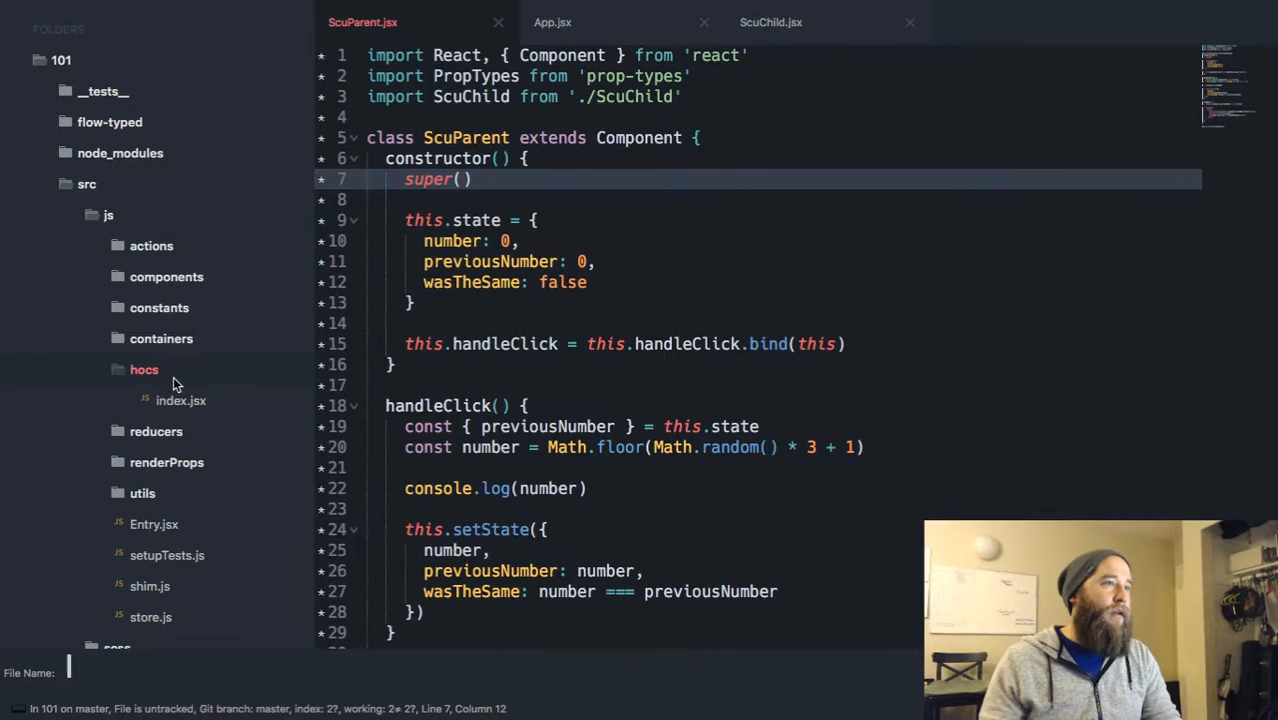 FOLDERS
101
__tests__
flow-typed
node_modules
src
js
actions
components
constants
containers
hocs
JS index.jsx
reducers
renderProps
utils
JS Entry.jsx
JS setupTests.js
JS shim.js
JS store.js
ScuParent.jsx × App.jsx × ScuChild.jsx ×
* 1 import React, { Component } from 'react'
* 2 import PropTypes from 'prop-types'
* 3 import ScuChild from './ScuChild'
* 4
* 5 class ScuParent extends Component {
* 6 constructor() {
* 7 super()
* 8
* 9 this.state = {
* 10 number: 0,
* 11 previousNumber: 0,
* 12 wasTheSame: false
* 13 }
* 14
* 15 this.handleClick = this.handleClick.bind(this)
* 16 }
* 17
* 18 handleClick() {
* 19 const { previousNumber } = this.state
* 20 const number = Math.floor(Math.random() * 3 + 1)
* 21
* 22 console.log(number)
* 23
* 24 this.setState({
* 25 number,
* 26 previousNumber: number,
* 27 wasTheSame: number === previousNumber
* 28 })
* 29 }
File Name:
In 101 on master, File is untracked, Git branch: master, index: 2?, working: 2≠ 2?, Line 7, Column 12